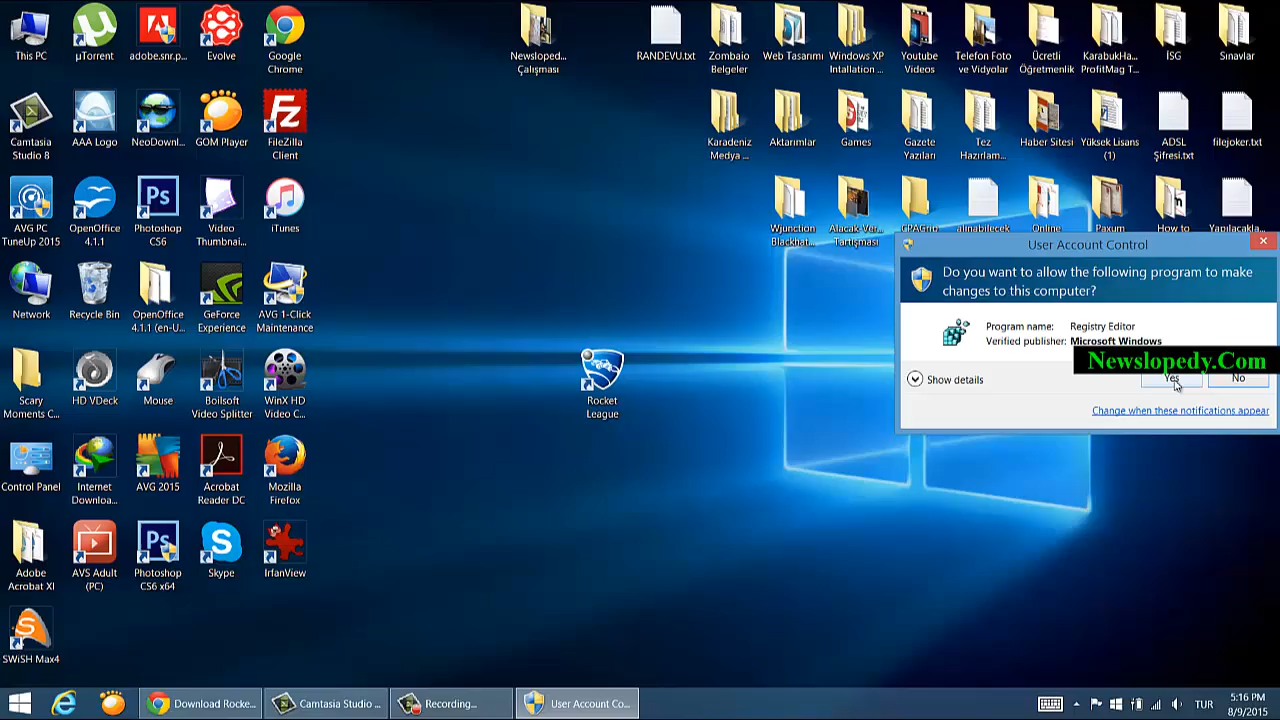 This PC
µTorrent
adobe.snr.p...
Evolve
Google
Chrome
Newsloped...
Çalışması
RANDEVU.txt
Zombaio
Belgeler
Web Tasarımı
Windows XP
Intallation ...
Youtube
Videos
Telefon Foto
ve Vidyolar
Ücretli
Öğretmenlik
KarabukHa...
ProfitMag T...
İSG
Sınavlar
Camtasia
Studio 8
AAA Logo
NeoDownl...
GOM Player
FileZilla
Client
Karadeniz
Medya ...
Aktarımlar
Games
Gazete
Yazıları
Tez
Hazırlam...
Haber Sitesi
Yüksek Lisans
(1)
ADSL
Şifresi.txt
filejoker.txt
AVG PC
TuneUp 2015
OpenOffice
4.1.1
Photoshop
CS6
Video
Thumbnai...
iTunes
Wjunction
Blackhat...
Alacak Ver...
Tartışması
CPAGrip
alinabilecek
Online
Paxum
How to
Yapılacakla...
User Account Control
Do you want to allow the following program to make
changes to this computer?
Program name: Registry Editor
Verified publisher: Microsoft Windows
Newslopedy.Com
Show details
Yes
No
Change when these notifications appear
Network
Recycle Bin
OpenOffice
4.1.1 (en-U...
GeForce
Experience
AVG 1-Click
Maintenance
Scary
Moments C...
HD VDeck
Mouse
Boilsoft
Video Splitter
WinX HD
Video C...
Rocket
League
Control Panel
Internet
Downloa...
AVG 2015
Acrobat
Reader DC
Mozilla
Firefox
Adobe
Acrobat XI
AVS Adult
(PC)
Photoshop
CS6 x64
Skype
IrfanView
SWiSH Max4
Download Rocke...
Camtasia Studio ...
Recording...
User Account Co...
TUR
5:16 PM
8/9/2015